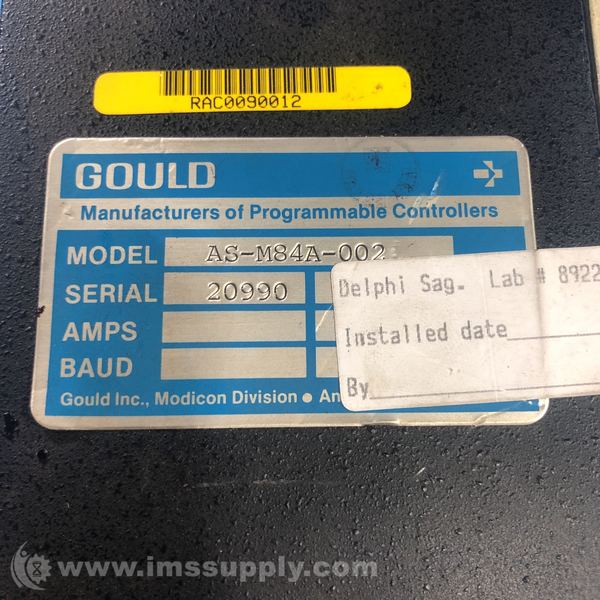 RAC0090012
GOULD
Manufacturers of Programmable Controllers
MODEL AS-M84A-002
SERIAL 20990
AMPS
BAUD
Gould Inc., Modicon Division ● An
Delphi Sag. Lab # 8922
Installed date
By
www.imssupply.com